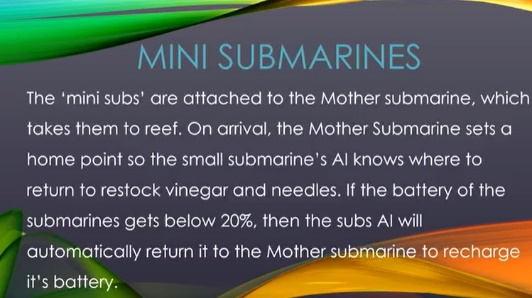 MINI SUBMARINES
The ‘mini subs’ are attached to the Mother submarine, which
takes them to reef. On arrival, the Mother Submarine sets a
home point so the small submarine’s AI knows where to
return to restock vinegar and needles. If the battery of the
submarines gets below 20%, then the subs AI will
automatically return it to the Mother submarine to recharge
it’s battery.